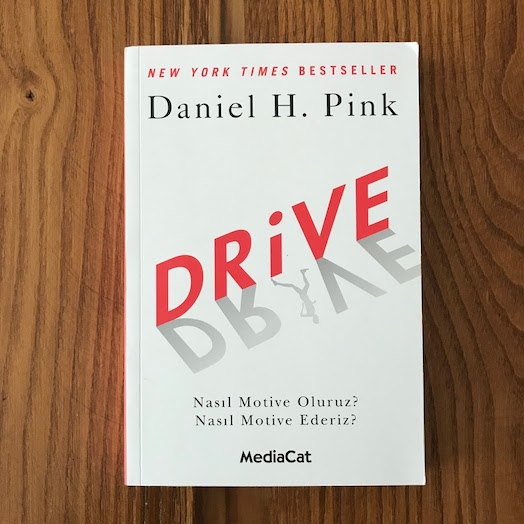 NEW YORK TIMES BESTSELLER
Daniel H. Pink
DRiVE
Nasıl Motive Oluruz?
Nasıl Motive Ederiz?
MediaCat